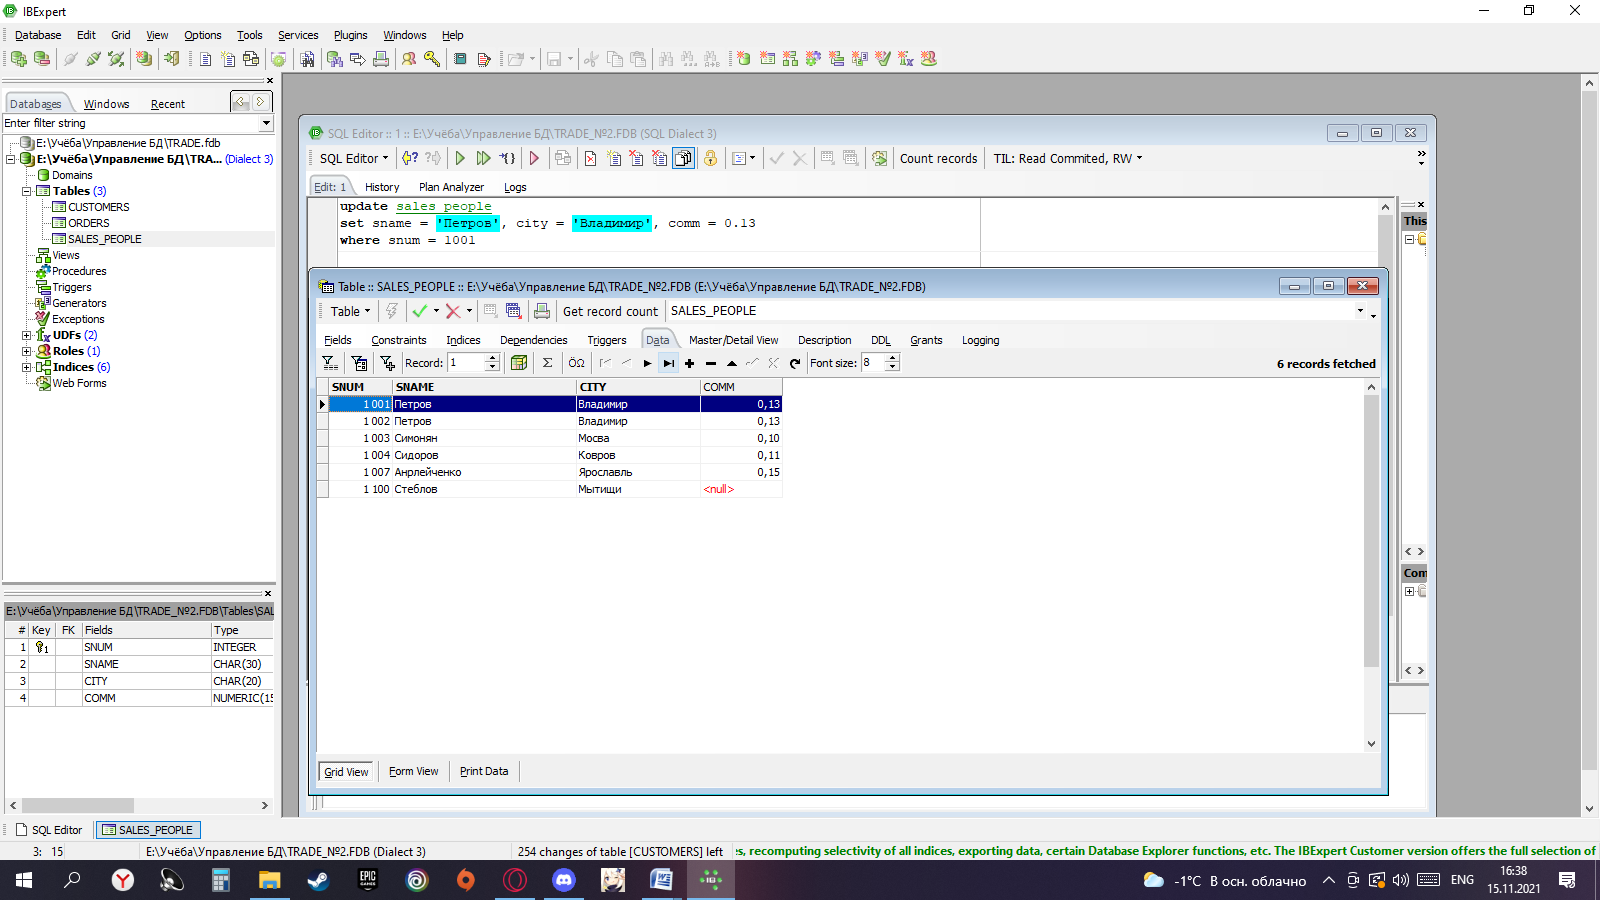 IBExpert
Database Edit Grid View Options Tools Services Plugins Windows Help
Databases Windows Recent
Enter filter string
E:\Учёба\Управление БД\TRADE.fdb
E:\Учёба\Управление БД\TRA... (Dialect 3)
Domains
Tables (3)
CUSTOMERS
ORDERS
SALES_PEOPLE
Views
Procedures
Triggers
Generators
Exceptions
UDFs (2)
Roles (1)
Indices (6)
Web Forms
E:\Учёба\Управление БД\TRADE_№2.FDB\Tables\SAL
# Key FK Fields Type
1 1 SNUM INTEGER
2 SNAME CHAR(30)
3 CITY CHAR(20)
4 COMM NUMERIC(15
SQL Editor :: 1 :: E:\Учёба\Управление БД\TRADE_№2.FDB (SQL Dialect 3)
SQL Editor Count records TIL: Read Commited, RW
Edit: 1 History Plan Analyzer Logs
update sales_people
set sname = 'Петров', city = 'Владимир', comm = 0.13
where snum = 1001
This
Com
Table :: SALES_PEOPLE :: E:\Учёба\Управление БД\TRADE_№2.FDB (E:\Учёба\Управление БД\TRADE_№2.FDB)
Table Get record count SALES_PEOPLE
Fields Constraints Indices Dependencies Triggers Data Master/Detail View Description DDL Grants Logging
Record: 1 Σ ÖΩ Font size: 8 6 records fetched
SNUM SNAME CITY COMM
1 001 Петров Владимир 0,13
1 002 Петров Владимир 0,13
1 003 Симонян Мосва 0,10
1 004 Сидоров Ковров 0,11
1 007 Анрлейченко Ярославль 0,15
1 100 Стеблов Мытищи <null>
Grid View Form View Print Data
SQL Editor SALES_PEOPLE
3: 15 E:\Учёба\Управление БД\TRADE_№2.FDB (Dialect 3) 254 changes of table [CUSTOMERS] left s, recomputing selectivity of all indices, exporting data, certain Database Explorer functions, etc. The IBExpert Customer version offers the full selection of
EPIC GAMES
-1°C В осн. облачно ENG
16:38
15.11.2021